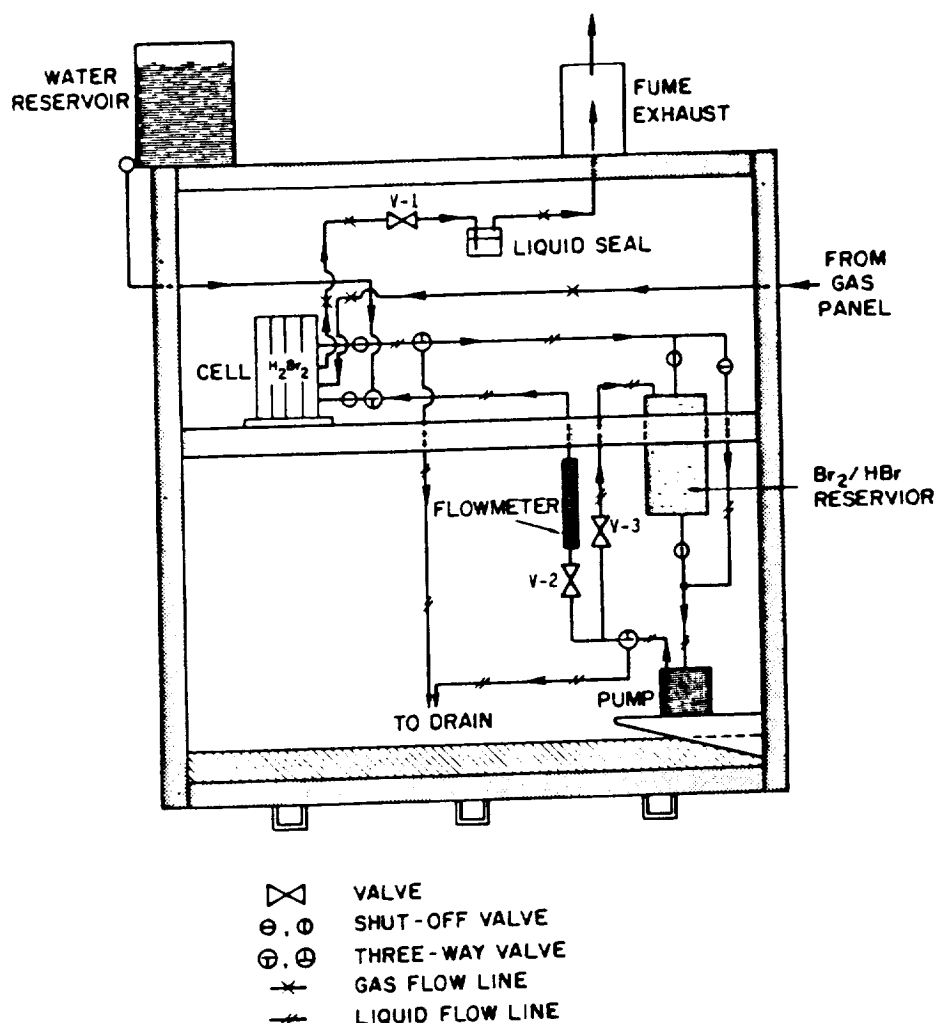 WATER
RESERVOIR
FUME
EXHAUST
V-1
LIQUID SEAL
FROM
GAS
PANEL
CELL
H2Br2
Br2/HBr
RESERVIOR
FLOWMETER
V-3
V-2
PUMP
TO DRAIN
VALVE
SHUT-OFF VALVE
THREE-WAY VALVE
GAS FLOW LINE
LIQUID FLOW LINE